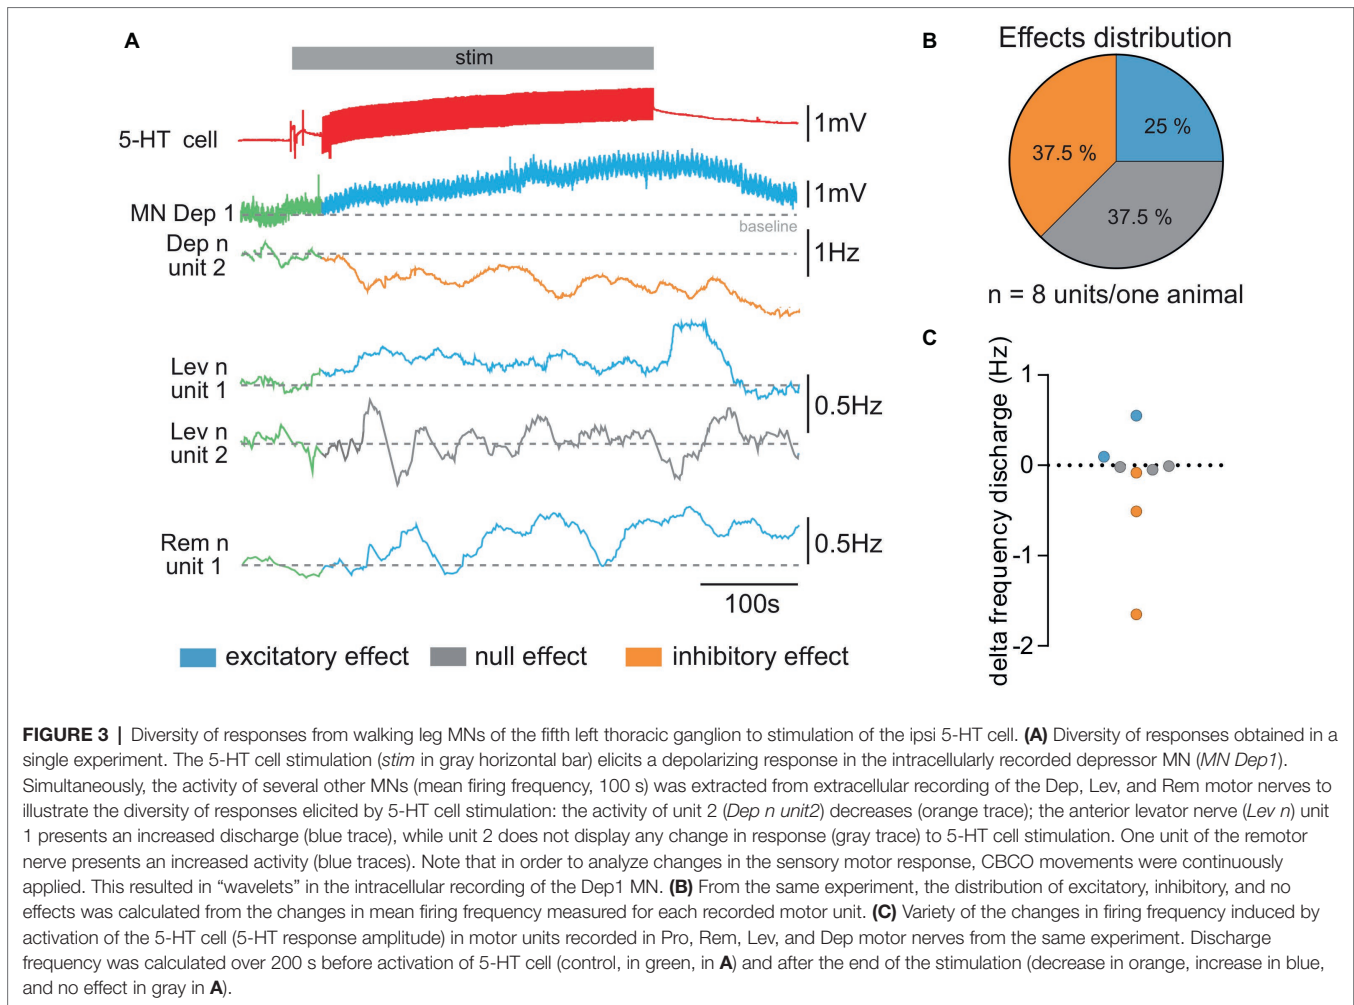 A
stim
5-HT cell
1mV
MN Dep 1
1mV
baseline
Dep n
unit 2
1Hz
Lev n
unit 1
0.5Hz
Lev n
unit 2
Rem n
unit 1
0.5Hz
100s
excitatory effect
null effect
inhibitory effect
B
Effects distribution
25 %
37.5 %
37.5 %
n = 8 units/one animal
C
delta frequency discharge (Hz)
1
0
-1
-2
FIGURE 3 | Diversity of responses from walking leg MNs of the fifth left thoracic ganglion to stimulation of the ipsi 5-HT cell. (A) Diversity of responses obtained in a
single experiment. The 5-HT cell stimulation (stim in gray horizontal bar) elicits a depolarizing response in the intracellularly recorded depressor MN (MN Dep1).
Simultaneously, the activity of several other MNs (mean firing frequency, 100 s) was extracted from extracellular recording of the Dep, Lev, and Rem motor nerves to
illustrate the diversity of responses elicited by 5-HT cell stimulation: the activity of unit 2 (Dep n unit2) decreases (orange trace); the anterior levator nerve (Lev n) unit
1 presents an increased discharge (blue trace), while unit 2 does not display any change in response (gray trace) to 5-HT cell stimulation. One unit of the remotor
nerve presents an increased activity (blue traces). Note that in order to analyze changes in the sensory motor response, CBCO movements were continuously
applied. This resulted in “wavelets” in the intracellular recording of the Dep1 MN. (B) From the same experiment, the distribution of excitatory, inhibitory, and no
effects was calculated from the changes in mean firing frequency measured for each recorded motor unit. (C) Variety of the changes in firing frequency induced by
activation of the 5-HT cell (5-HT response amplitude) in motor units recorded in Pro, Rem, Lev, and Dep motor nerves from the same experiment. Discharge
frequency was calculated over 200 s before activation of 5-HT cell (control, in green, in A) and after the end of the stimulation (decrease in orange, increase in blue,
and no effect in gray in A).